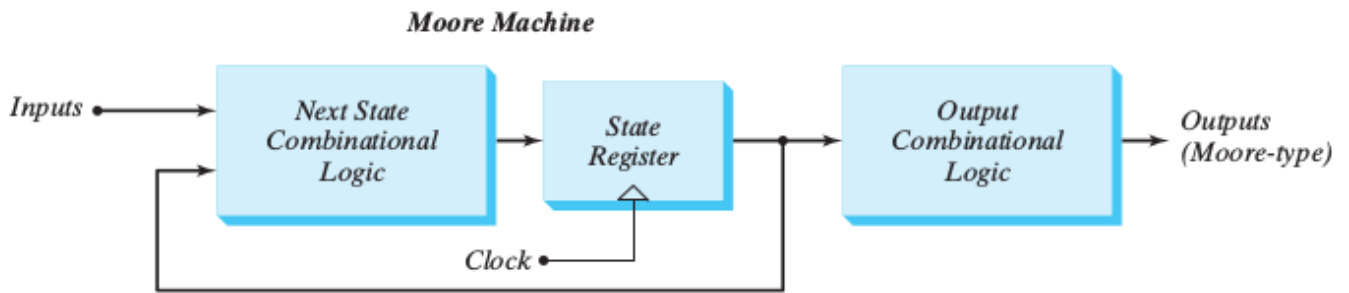 Moore Machine
Inputs
Next State
Combinational
Logic
State
Register
Output
Combinational
Logic
Outputs
(Moore-type)
Clock